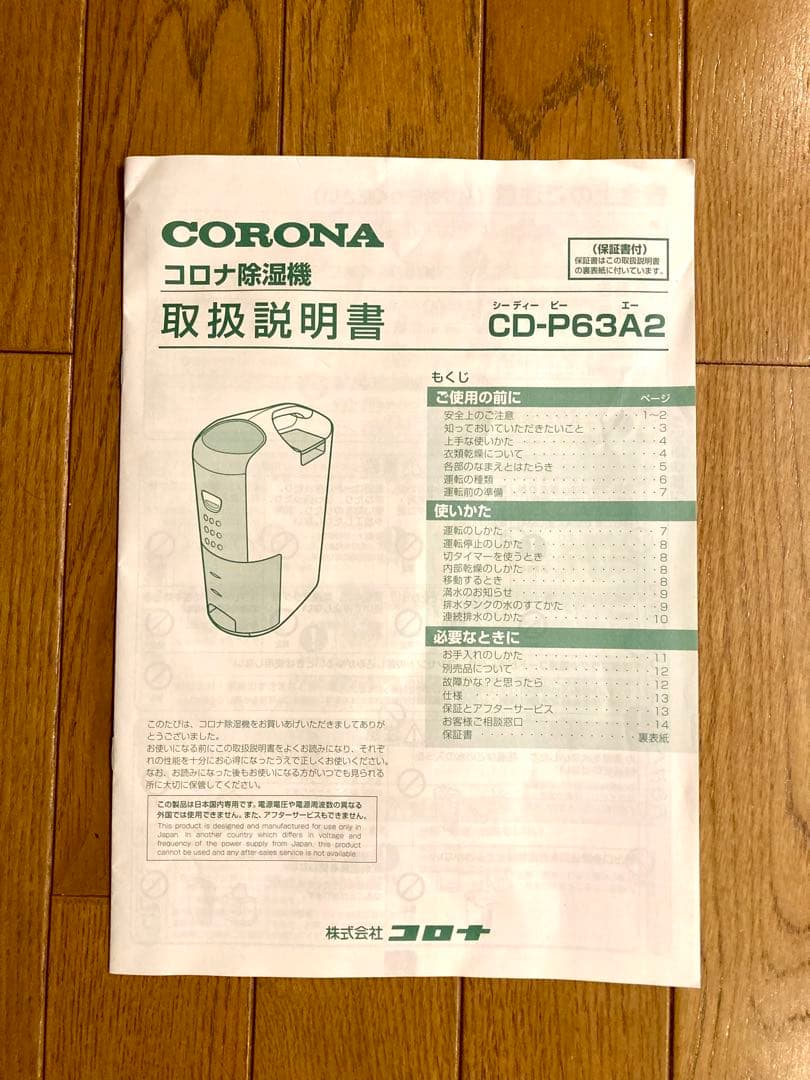 CORONA
コロナ除湿機
取扱説明書
(保証書付)
保証書はこの取扱説明書
の裏表紙に付いています。
シーディー ピー エー
CD-P63A2
もくじ
ご使用の前に ページ
安全上のご注意 ・・・・・・・・・・ 1〜2
知っておいていただきたいこと ・・・・・・ 3
上手な使いかた ・・・・・・・・・・ 4
衣類乾燥について ・・・・・・・・・・ 4
各部のなまえとはたらき ・・・・・・・・ 5
運転の種類 ・・・・・・・・・・・・ 6
運転前の準備 ・・・・・・・・・・・ 7
使いかた
運転のしかた ・・・・・・・・・・・ 7
運転停止のしかた ・・・・・・・・・・ 8
切タイマーを使うとき ・・・・・・・・・ 8
内部乾燥のしかた ・・・・・・・・・・ 8
移動するとき ・・・・・・・・・・・ 8
満水のお知らせ ・・・・・・・・・・ 9
排水タンクの水のすてかた ・・・・・・・ 9
連続排水のしかた ・・・・・・・・・・ 10
必要なときに
お手入れのしかた ・・・・・・・・・・ 11
別売品について ・・・・・・・・・・ 12
故障かな?と思ったら ・・・・・・・・ 12
仕様 ・・・・・・・・・・・・・・ 13
保証とアフターサービス ・・・・・・・・ 13
お客様ご相談窓口 ・・・・・・・・・・ 14
保証書 ・・・・・・・・・・・・・ 裏表紙
このたびは、コロナ除湿機をお買いあげいただきましてありが
とうございました。
お使いになる前にこの取扱説明書をよくお読みになり、それぞ
れの性能を十分にお心得になったうえで正しくお使いください。
なお、お読みになった後もお使いになる方がいつでも見られる
所に大切に保管してください。
この製品は日本国内専用です。電源電圧や電源周波数の異なる
外国では使用できません。また、アフターサービスもできません。
This product is designed and manufactured for use only in
Japan. In another country which differs in voltage and
frequency of the power supply from Japan, this product
cannot be used and any after-sales service is not available.
株式会社 コロナ